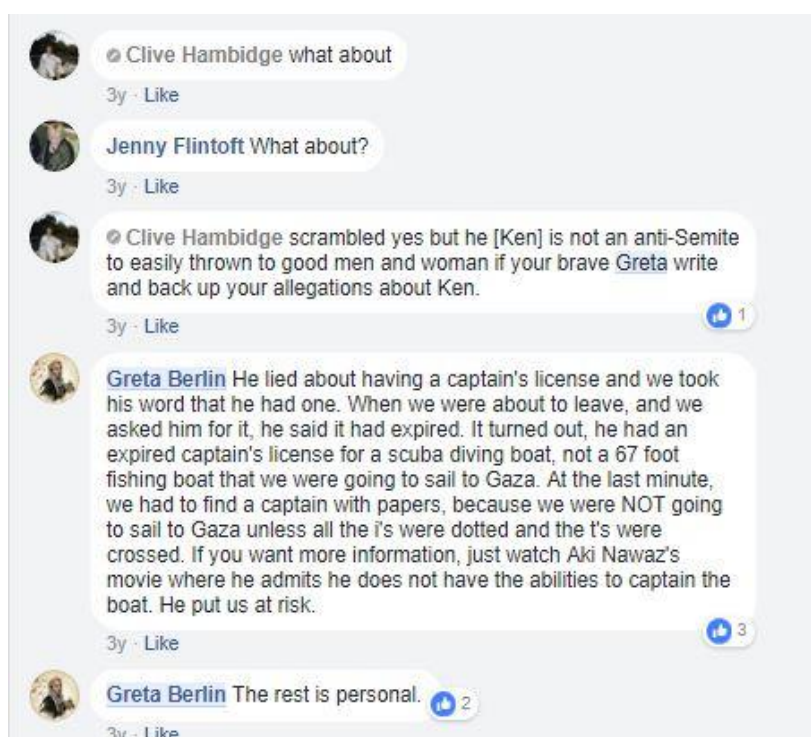 Clive Hambidge what about
3y · Like
Jenny Flintoft What about?
3y · Like
Clive Hambidge scrambled yes but he [Ken] is not an anti-Semite
to easily thrown to good men and woman if your brave Greta write
and back up your allegations about Ken.
1
3y · Like
Greta Berlin He lied about having a captain's license and we took
his word that he had one. When we were about to leave, and we
asked him for it, he said it had expired. It turned out, he had an
expired captain's license for a scuba diving boat, not a 67 foot
fishing boat that we were going to sail to Gaza. At the last minute,
we had to find a captain with papers, because we were NOT going
to sail to Gaza unless all the i's were dotted and the t's were
crossed. If you want more information, just watch Aki Nawaz's
movie where he admits he does not have the abilities to captain the
boat. He put us at risk.
3
3y · Like
Greta Berlin The rest is personal.
2
3y · Like